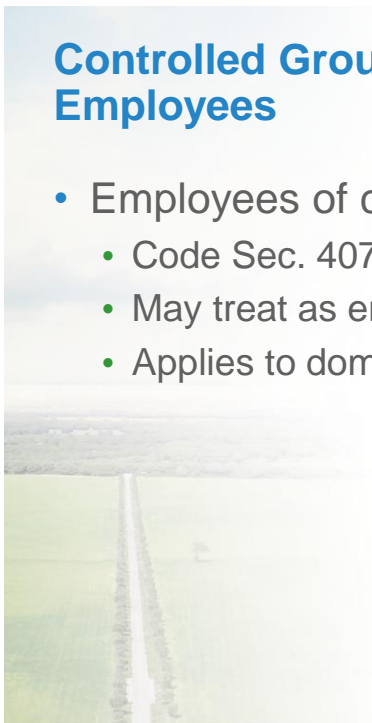 Controlled Grou
Employees
• Employees of c
• Code Sec. 407
• May treat as e
• Applies to dom